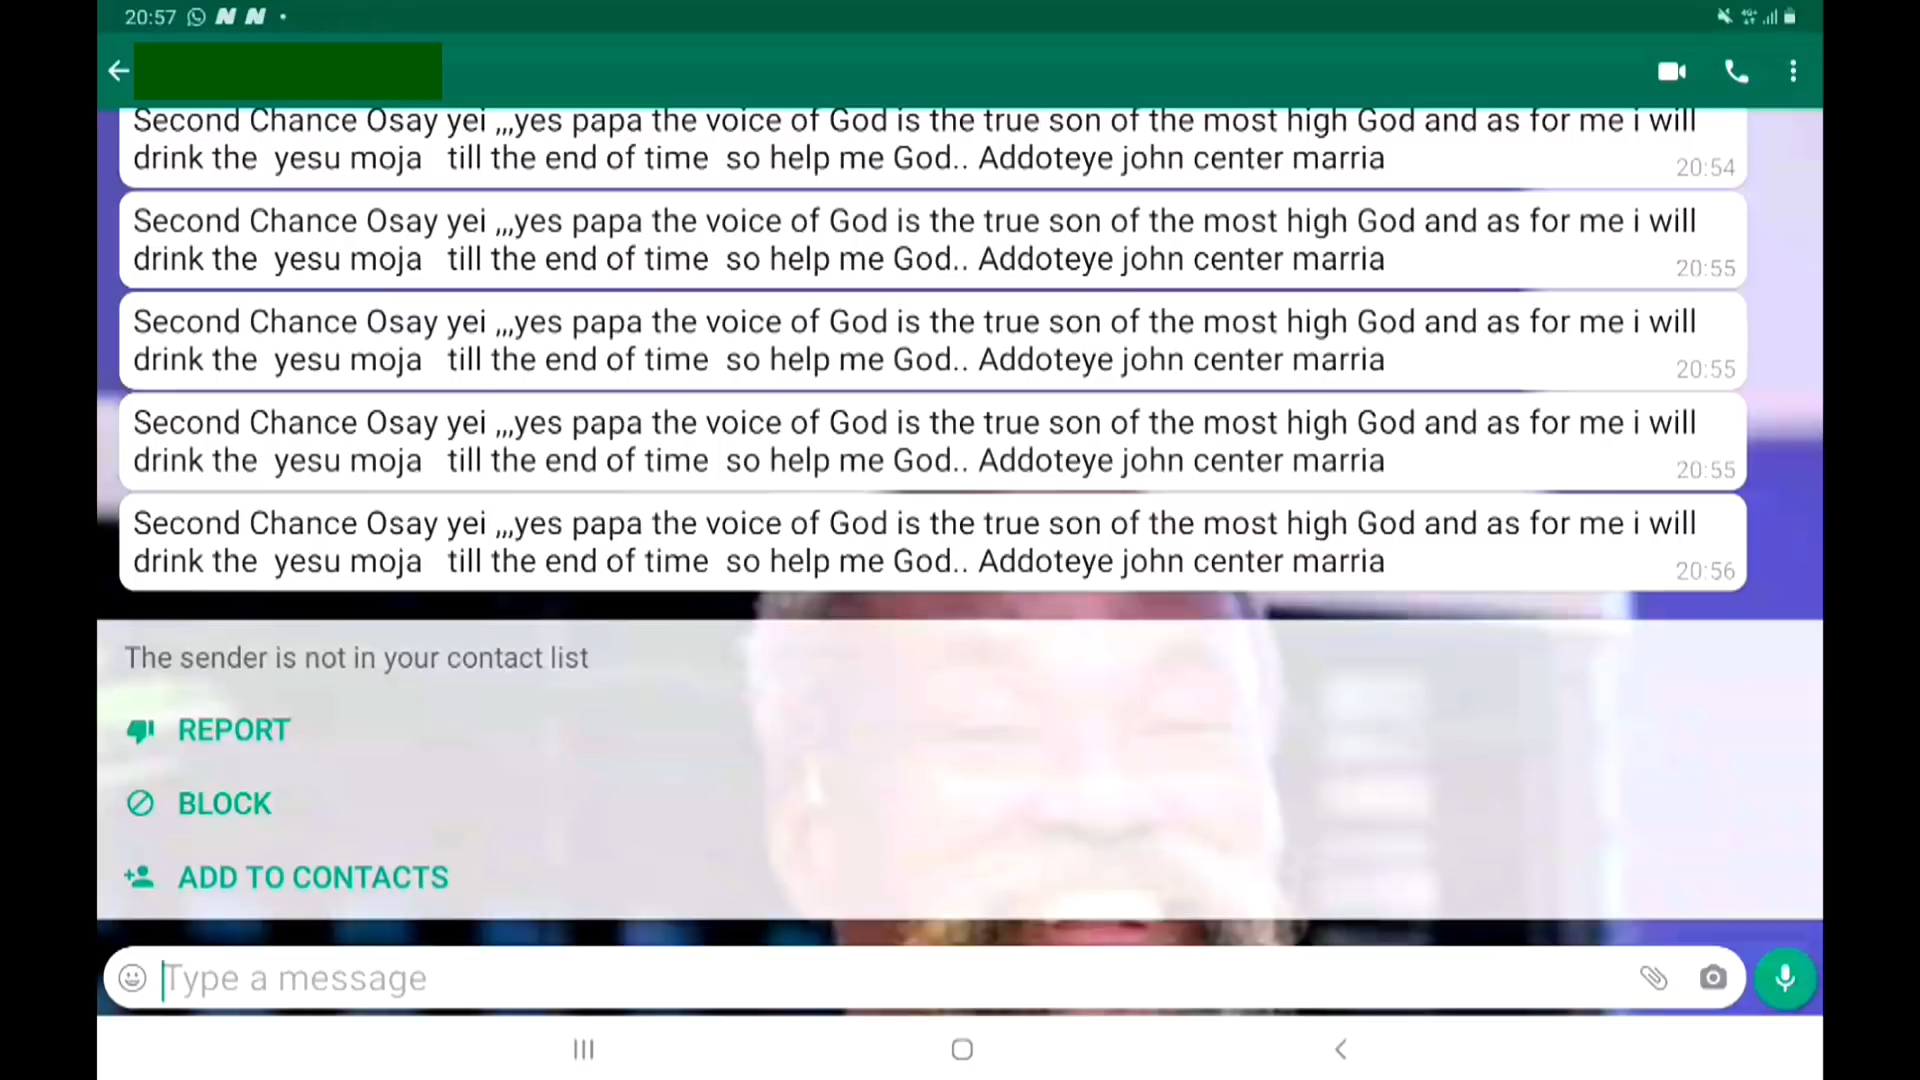 20:57
Second Chance Osay yei ,,,yes papa the voice of God is the true son of the most high God and as for me i will
drink the  yesu moja   till the end of time  so help me God.. Addoteye john center marria
20:54
Second Chance Osay yei ,,,yes papa the voice of God is the true son of the most high God and as for me i will
drink the  yesu moja   till the end of time  so help me God.. Addoteye john center marria
20:55
Second Chance Osay yei ,,,yes papa the voice of God is the true son of the most high God and as for me i will
drink the  yesu moja   till the end of time  so help me God.. Addoteye john center marria
20:55
Second Chance Osay yei ,,,yes papa the voice of God is the true son of the most high God and as for me i will
drink the  yesu moja   till the end of time  so help me God.. Addoteye john center marria
20:55
Second Chance Osay yei ,,,yes papa the voice of God is the true son of the most high God and as for me i will
drink the  yesu moja   till the end of time  so help me God.. Addoteye john center marria
20:56
The sender is not in your contact list
REPORT
BLOCK
ADD TO CONTACTS
Type a message